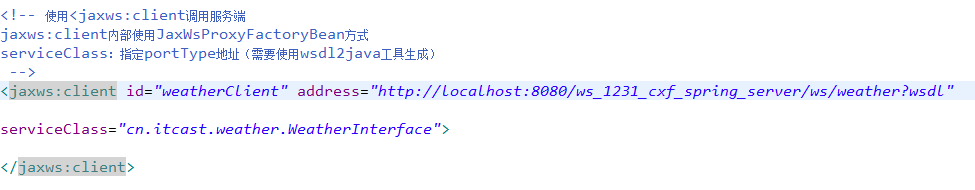 <!-- 使用<jaxws:client调用服务端
jaxws:client内部使用JaxWsProxyFactoryBean方式
serviceClass：指定portType地址（需要使用wsdl2java工具生成）
-->
<jaxws:client id="weatherClient" address="http://localhost:8080/ws_1231_cxf_spring_server/ws/weather?wsdl"
serviceClass="cn.itcast.weather.WeatherInterface">
</jaxws:client>